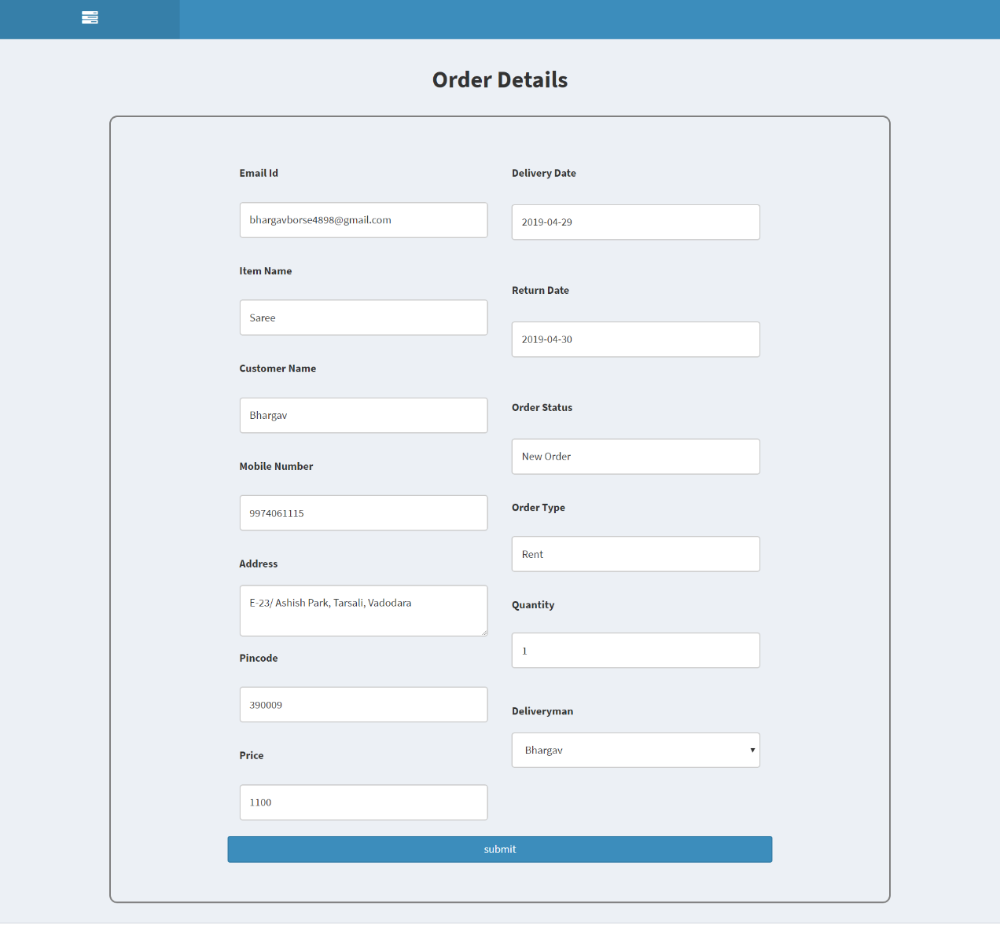 Order Details
Email Id
bhargavborse4898@gmail.com
Item Name
Saree
Customer Name
Bhargav
Mobile Number
9974061115
Address
E-23/ Ashish Park, Tarsali, Vadodara
Pincode
390009
Price
1100
Delivery Date
2019-04-29
Return Date
2019-04-30
Order Status
New Order
Order Type
Rent
Quantity
1
Deliveryman
Bhargav
submit